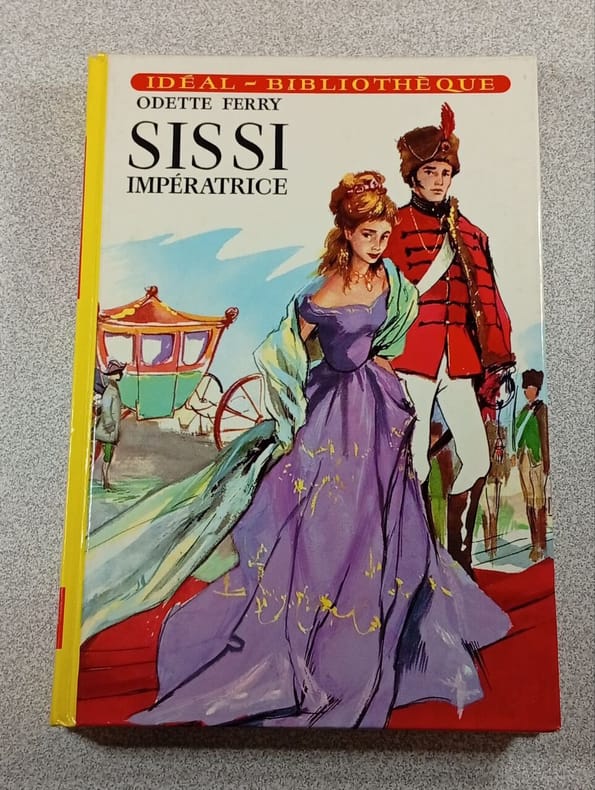 IDÉAL - BIBLIOTHÈQUE
ODETTE FERRY
SISSI
IMPÉRATRICE